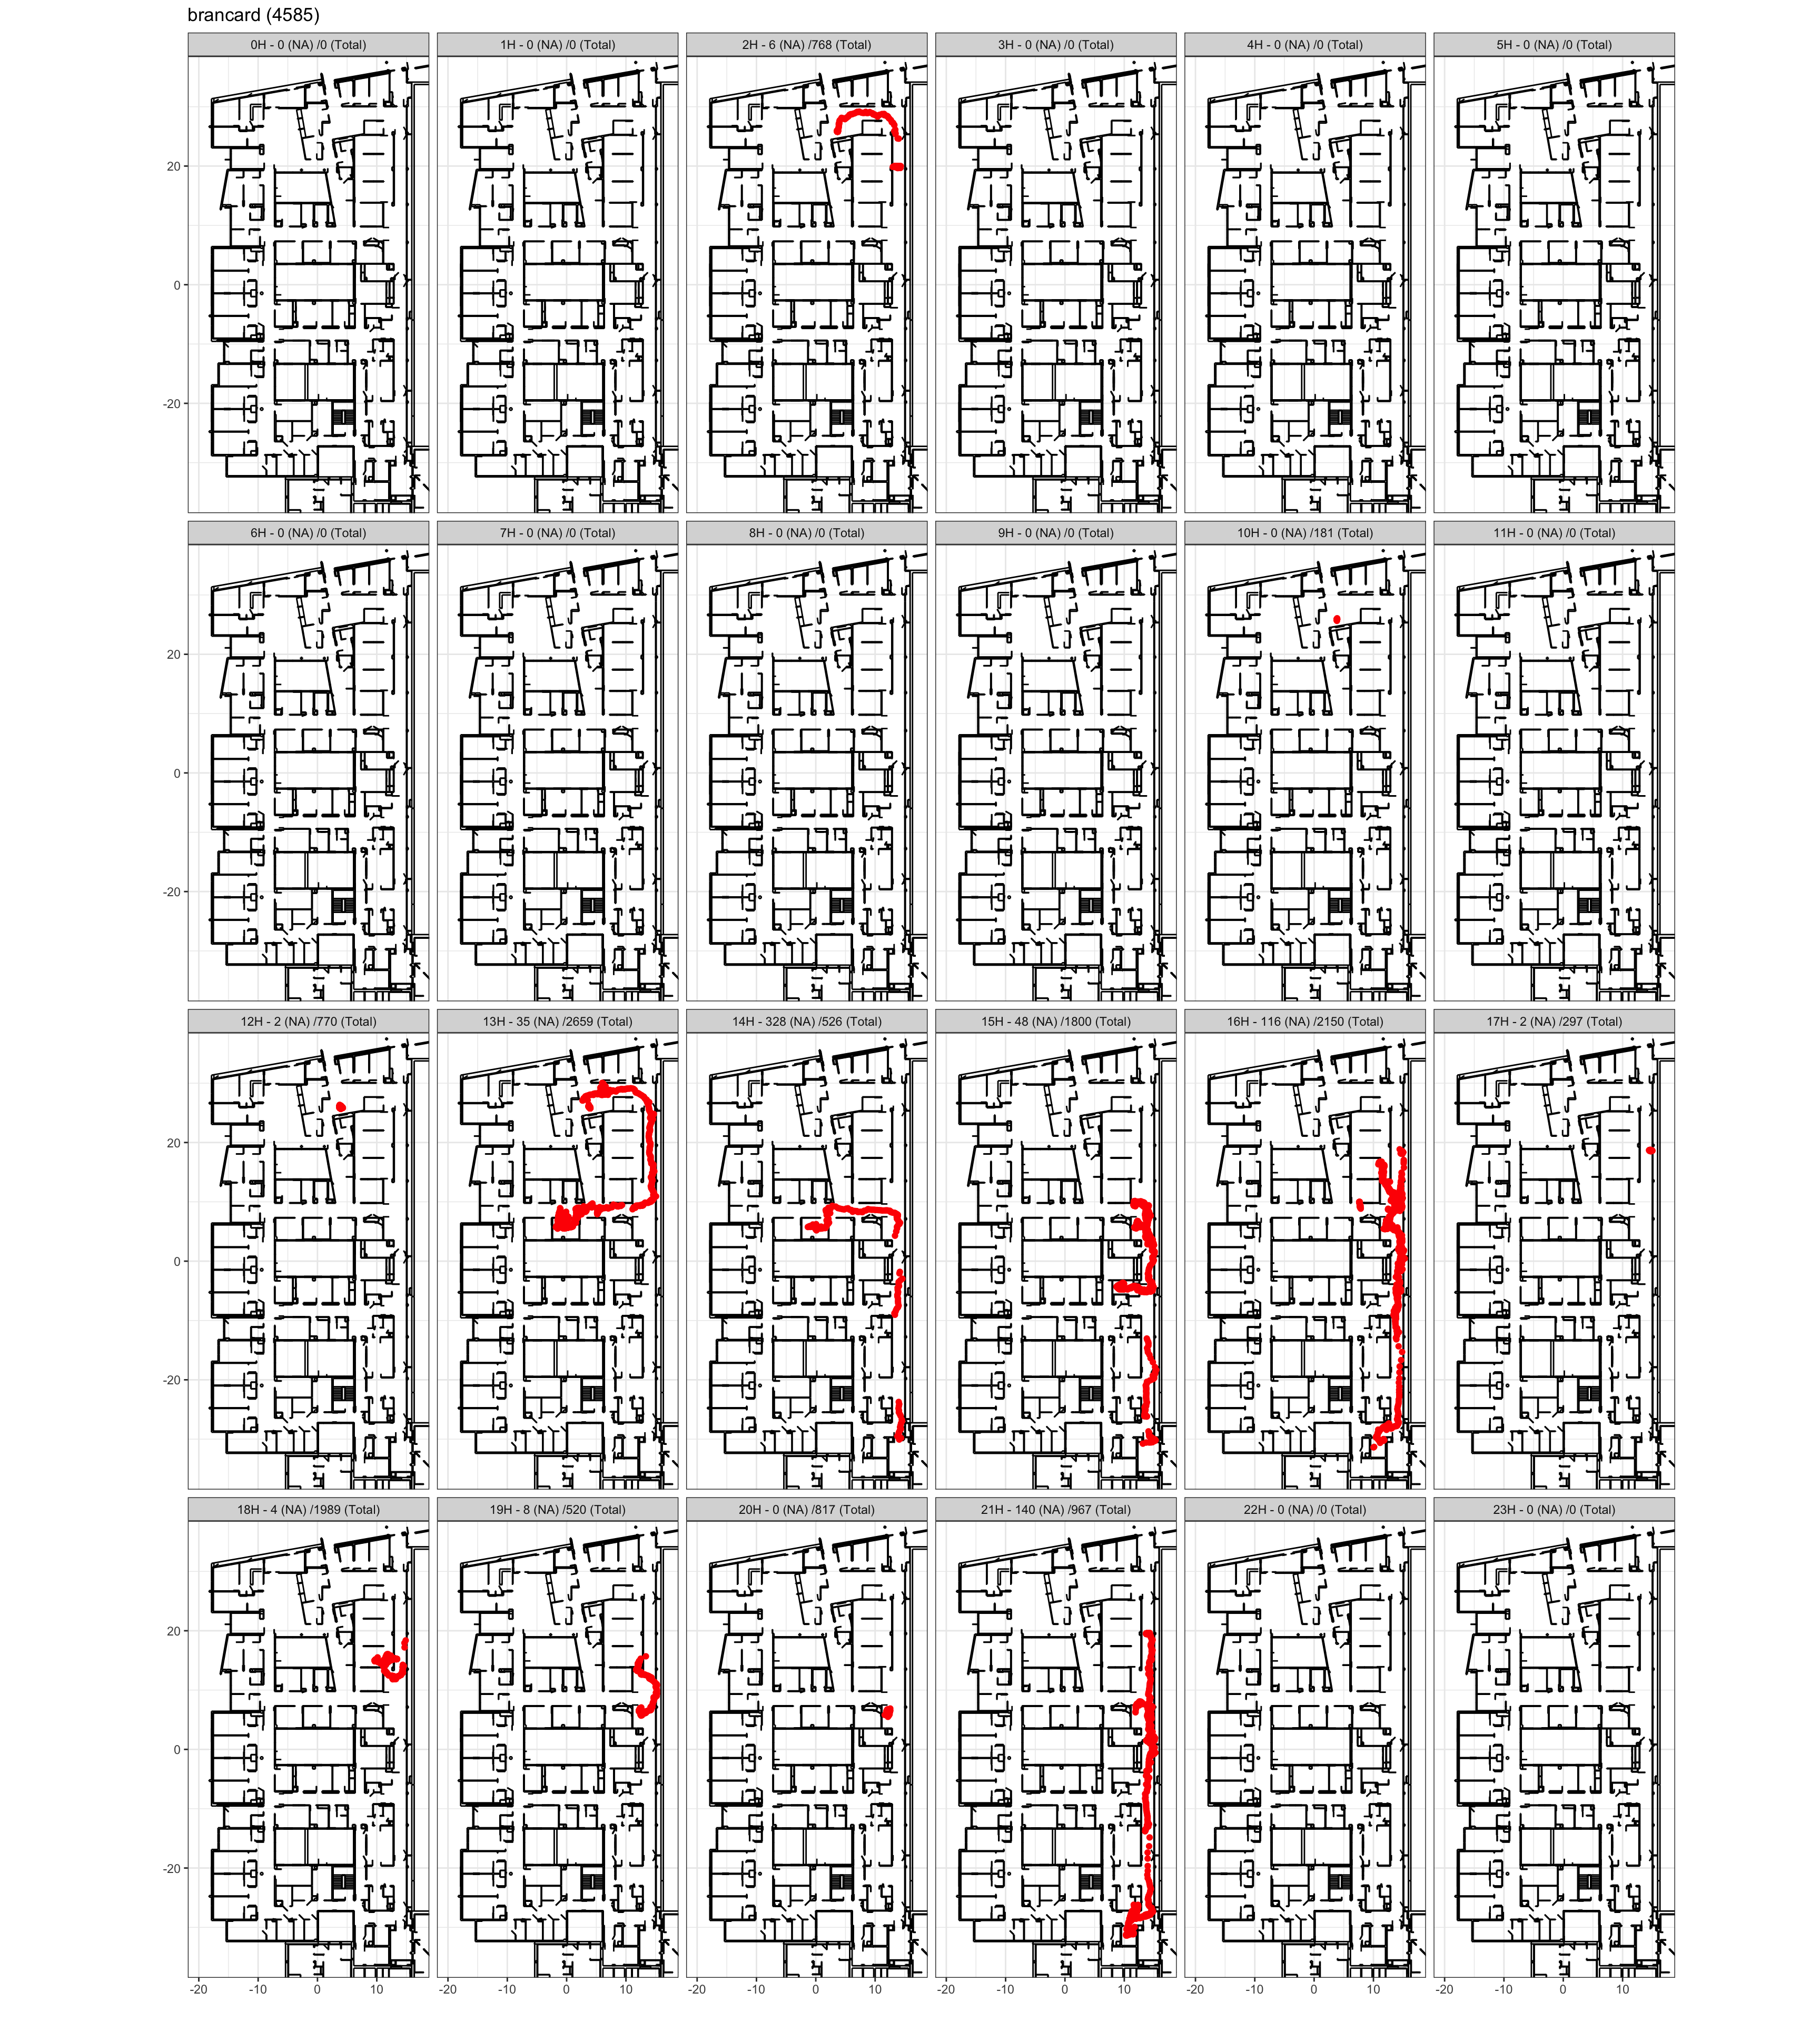 brancard (4585)
0H - 0 (NA) /0 (Total) 1H - 0 (NA) /0 (Total) 2H - 6 (NA) /768 (Total) 3H - 0 (NA) /0 (Total) 4H - 0 (NA) /0 (Total) 5H - 0 (NA) /0 (Total)
20
0
-20
6H - 0 (NA) /0 (Total) 7H - 0 (NA) /0 (Total) 8H - 0 (NA) /0 (Total) 9H - 0 (NA) /0 (Total) 10H - 0 (NA) /181 (Total) 11H - 0 (NA) /0 (Total)
20
0
-20
12H - 2 (NA) /770 (Total) 13H - 35 (NA) /2659 (Total) 14H - 328 (NA) /526 (Total) 15H - 48 (NA) /1800 (Total) 16H - 116 (NA) /2150 (Total) 17H - 2 (NA) /297 (Total)
20
0
-20
18H - 4 (NA) /1989 (Total) 19H - 8 (NA) /520 (Total) 20H - 0 (NA) /817 (Total) 21H - 140 (NA) /967 (Total) 22H - 0 (NA) /0 (Total) 23H - 0 (NA) /0 (Total)
20
0
-20
-20 -10 0 10 -20 -10 0 10 -20 -10 0 10 -20 -10 0 10 -20 -10 0 10 -20 -10 0 10